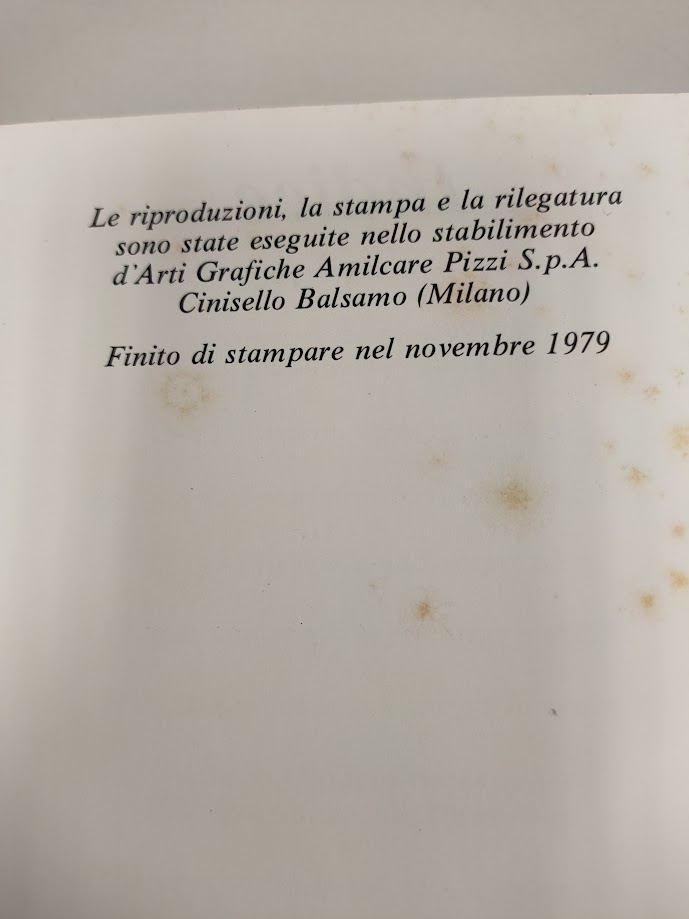 Le riproduzioni, la stampa e la rilegatura
sono state eseguite nello stabilimento
d'Arti Grafiche Amilcare Pizzi S.p.A.
Cinisello Balsamo (Milano)
Finito di stampare nel novembre 1979